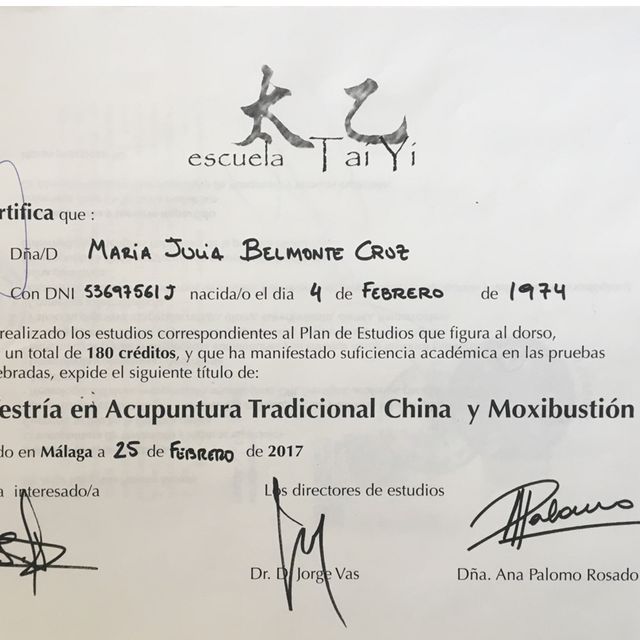 太乙
escuela Tai Yi
rtifica que :
Dña/D MARIA JULIA BELMONTE CRUZ
Con DNI 53697561J nacida/o el dia 4 de FEBRERO de 1974
realizado los estudios correspondientes al Plan de Estudios que figura al dorso,
un total de 180 créditos, y que ha manifestado suficiencia académica en las pruebas
ebradas, expide el siguiente título de:
estría en Acupuntura Tradicional China y Moxibustión
do en Málaga a 25 de FEBRERO de 2017
a interesado/a Los directores de estudios
APalomo
Dr. D. Jorge Vas Dña. Ana Palomo Rosado